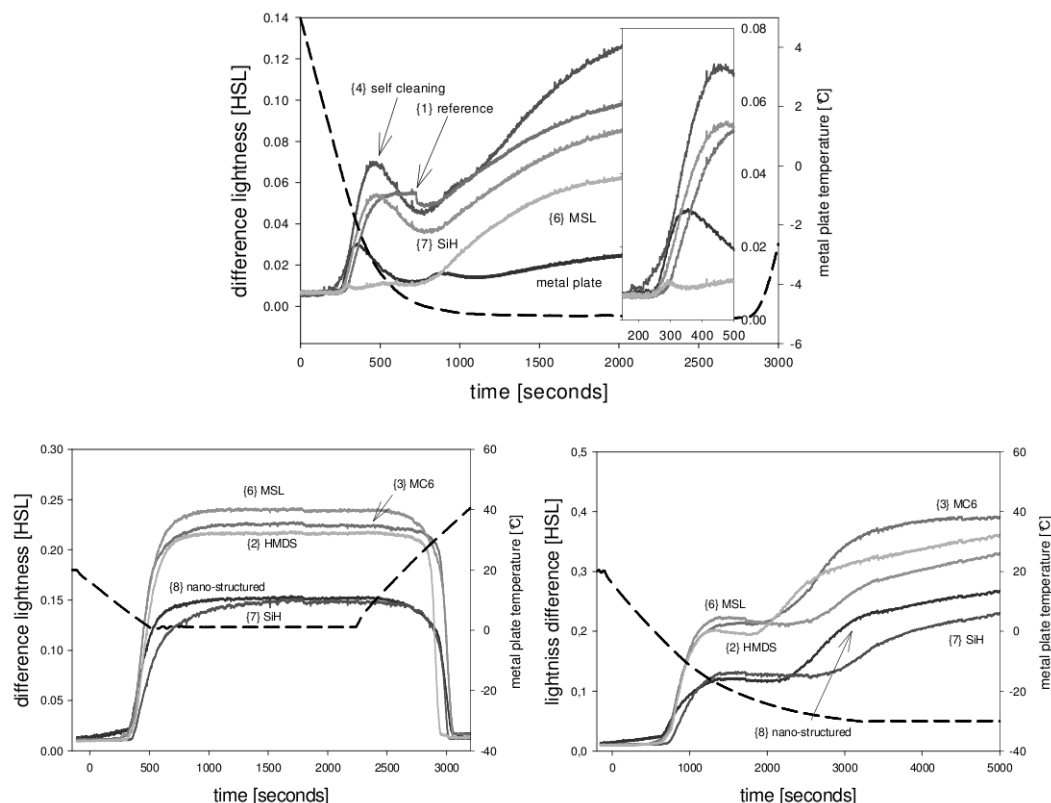 0.14
0.12
0.10
0.08
0.06
0.04
0.02
0.00
difference lightness [HSL]
{4} self cleaning
{1} reference
{6} MSL
{7} SiH
metal plate
0.08
0.06
0.04
0.02
0.00
200 300 400 500
4
2
0
-2
-4
-6
metal plate temperature [°C]
0 500 1000 1500 2000 2500 3000
time [seconds]
0.30
0.25
0.20
0.15
0.10
0.05
0.00
difference lightness [HSL]
{6} MSL
{3} MC6
{2} HMDS
{8} nano-structured
{7} SiH
60
40
20
0
-20
-40
metal plate temperature [°C]
0 500 1000 1500 2000 2500 3000
time [seconds]
0,5
0,4
0,3
0,2
0,1
0,0
lightniss difference [HSL]
{3} MC6
{6} MSL
{2} HMDS
{7} SiH
{8} nano-structured
60
40
20
0
-20
-40
metal plate temperature [°C]
0 1000 2000 3000 4000 5000
time [seconds]